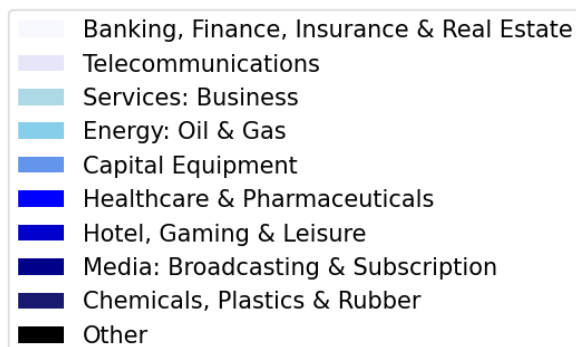 Banking, Finance, Insurance & Real Estate
Telecommunications
Services: Business
Energy: Oil & Gas
Capital Equipment
Healthcare & Pharmaceuticals
Hotel, Gaming & Leisure
Media: Broadcasting & Subscription
Chemicals, Plastics & Rubber
Other